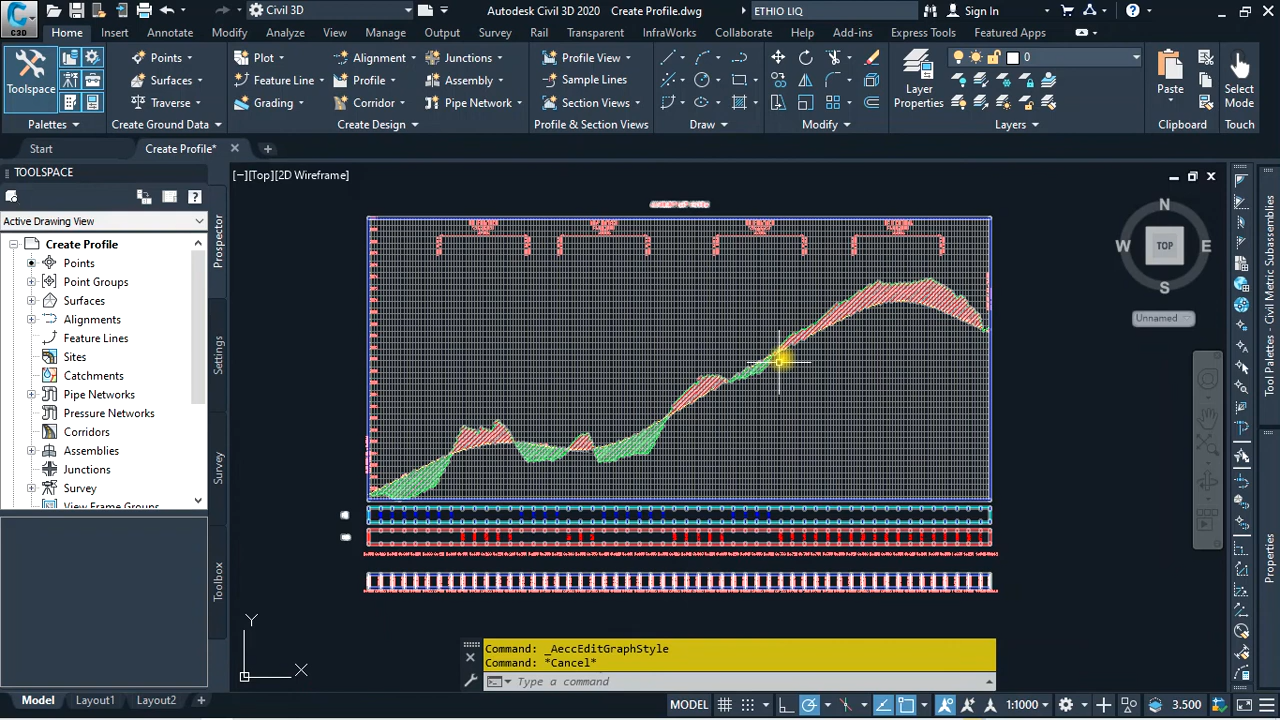 Civil 3D
Autodesk Civil 3D 2020
Create Profile.dwg
ETHIO LIQ
Sign In
C3D
Home
Insert
Annotate
Modify
Analyze
View
Manage
Output
Survey
Rail
Transparent
InfraWorks
Collaborate
Help
Add-ins
Express Tools
Featured Apps
Toolspace
Palettes
Points
Surfaces
Traverse
Create Ground Data
Plot
Feature Line
Grading
Alignment
Profile
Corridor
Junctions
Assembly
Pipe Network
Create Design
Profile View
Sample Lines
Section Views
Profile & Section Views
Draw
Modify
Layer
Properties
0
Layers
Paste
Clipboard
Select
Mode
Touch
Start
Create Profile*
TOOLSPACE
Active Drawing View
Create Profile
Points
Point Groups
Surfaces
Alignments
Feature Lines
Sites
Catchments
Pipe Networks
Pressure Networks
Corridors
Assemblies
Junctions
Survey
View Frame Groups
Prospector
Settings
Survey
Toolbox
[−][Top][2D Wireframe]
N
W
TOP
E
S
Unnamed
Tool Palettes - Civil Metric Subassemblies
Properties
Y
X
Command: _AeccEditGraphStyle
Command: *Cancel*
Type a command
Model
Layout1
Layout2
MODEL
1:1000
3.500